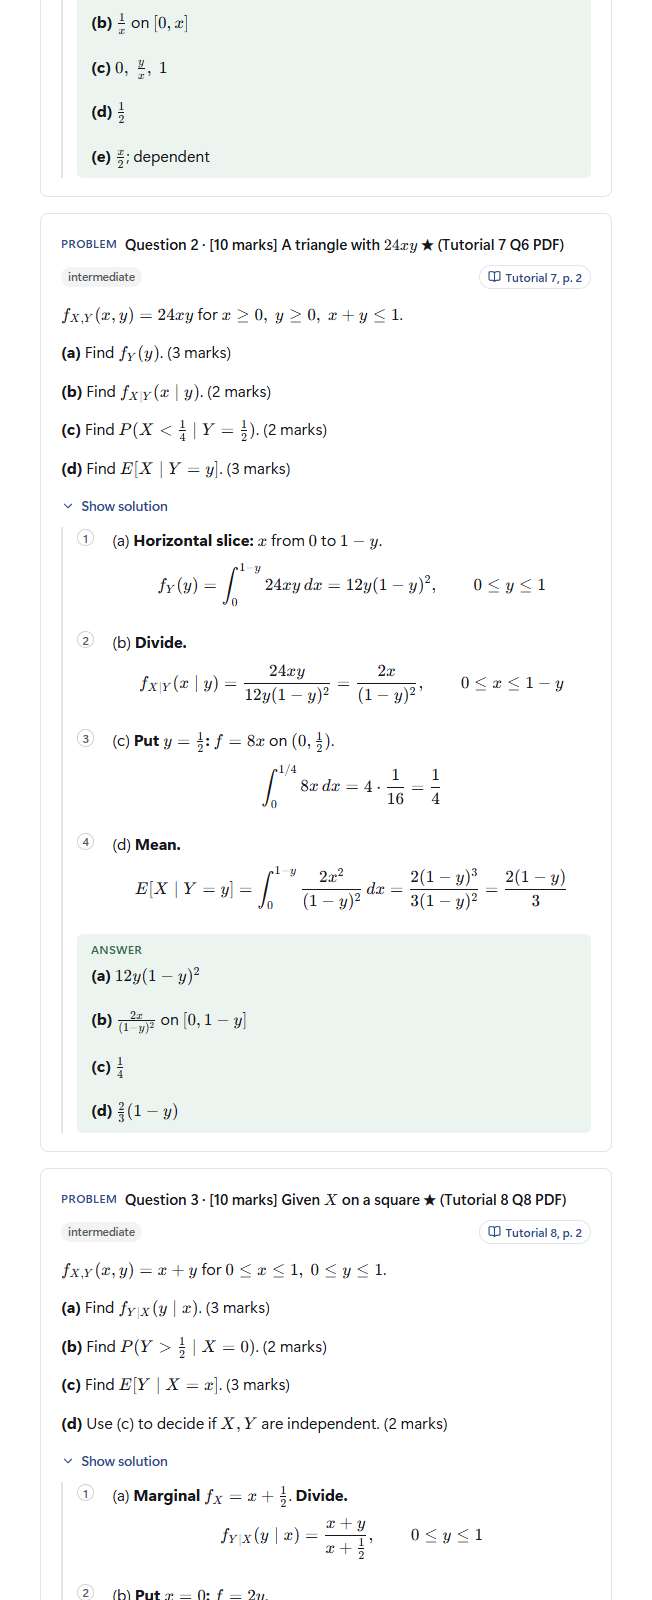 (b) 1/x on [0, x]
(c) 0, y/x, 1
(d) 1/2
(e) x/2; dependent
PROBLEM Question 2 · [10 marks] A triangle with 24xy ★ (Tutorial 7 Q6 PDF)
intermediate Tutorial 7, p. 2
f_{X,Y}(x, y) = 24xy for x ≥ 0, y ≥ 0, x + y ≤ 1.
(a) Find f_Y(y). (3 marks)
(b) Find f_{X|Y}(x | y). (2 marks)
(c) Find P(X < 1/4 | Y = 1/2). (2 marks)
(d) Find E[X | Y = y]. (3 marks)
Show solution
1 (a) Horizontal slice: x from 0 to 1 − y.
f_Y(y) = ∫_0^{1−y} 24xy dx = 12y(1 − y)², 0 ≤ y ≤ 1
2 (b) Divide.
f_{X|Y}(x | y) = 24xy / 12y(1 − y)² = 2x / (1 − y)², 0 ≤ x ≤ 1 − y
3 (c) Put y = 1/2: f = 8x on (0, 1/2).
∫_0^{1/4} 8x dx = 4 · 1/16 = 1/4
4 (d) Mean.
E[X | Y = y] = ∫_0^{1−y} 2x² / (1 − y)² dx = 2(1 − y)³ / 3(1 − y)² = 2(1 − y) / 3
ANSWER
(a) 12y(1 − y)²
(b) 2x / (1−y)² on [0, 1 − y]
(c) 1/4
(d) 2/3 (1 − y)
PROBLEM Question 3 · [10 marks] Given X on a square ★ (Tutorial 8 Q8 PDF)
intermediate Tutorial 8, p. 2
f_{X,Y}(x, y) = x + y for 0 ≤ x ≤ 1, 0 ≤ y ≤ 1.
(a) Find f_{Y|X}(y | x). (3 marks)
(b) Find P(Y > 1/2 | X = 0). (2 marks)
(c) Find E[Y | X = x]. (3 marks)
(d) Use (c) to decide if X, Y are independent. (2 marks)
Show solution
1 (a) Marginal f_X = x + 1/2. Divide.
f_{Y|X}(y | x) = (x + y) / (x + 1/2), 0 ≤ y ≤ 1
2 (b) Put x = 0: f = 2y.